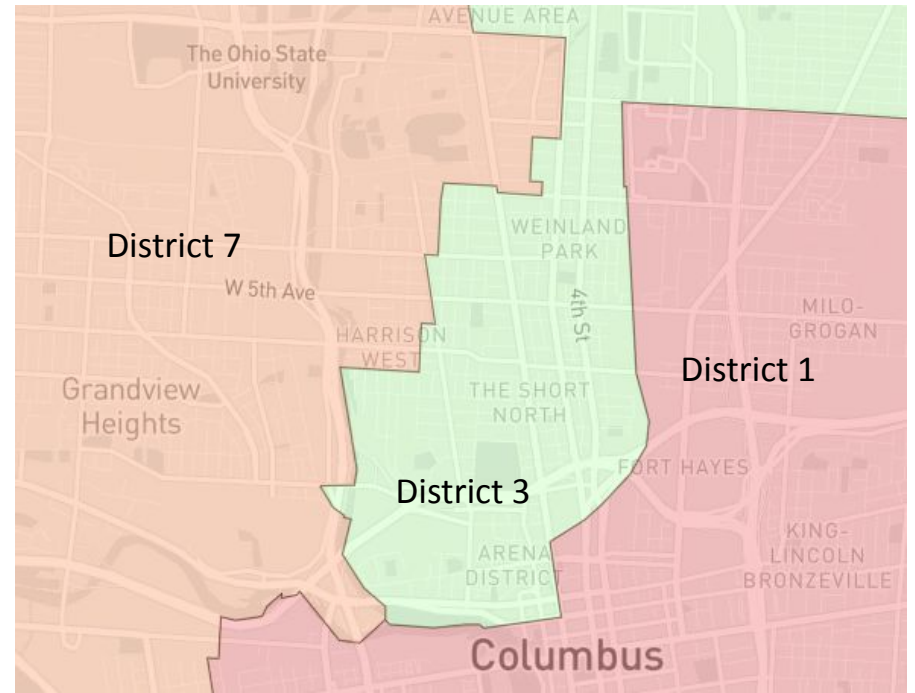 AVENUE AREA
The Ohio State
University
WEINLAND
PARK
District 7
W 5th Ave
4th St
MILO-
GROGAN
HARRISON
WEST
District 1
Grandview
Heights
THE SHORT
NORTH
FORT HAYES
District 3
KING-
LINCOLN
BRONZEVILLE
ARENA
DISTRICT
Columbus